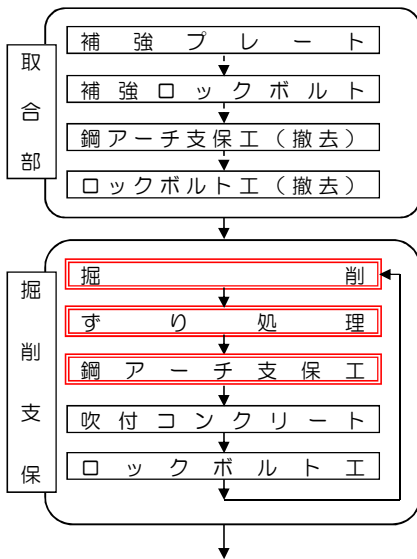 取合部
補強プレート
補強ロックボルト
鋼アーチ支保工(撤去)
ロックボルト工(撤去)
掘削支保
掘削
ずり処理
鋼アーチ支保工
吹付コンクリート
ロックボルト工